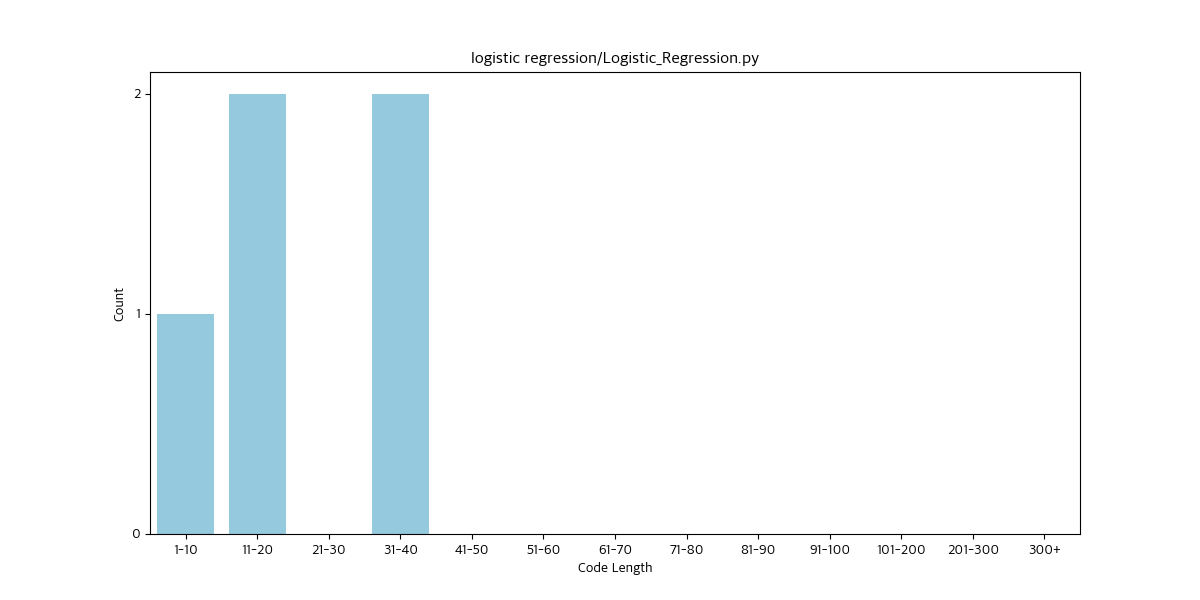 logistic regression/Logistic_Regression.py
2
1
0
Count
1-10 11-20 21-30 31-40 41-50 51-60 61-70 71-80 81-90 91-100 101-200 201-300 300+
Code Length